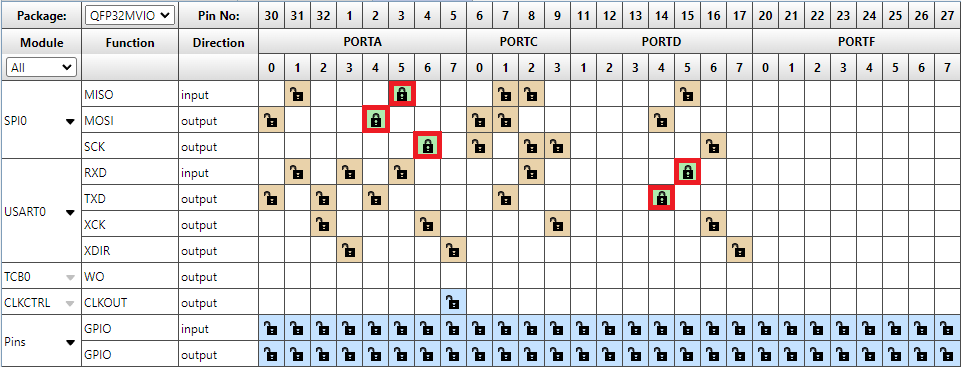 Package: QFP32MVIO Pin No: 30 31 32 1 2 3 4 5 6 7 8 9 11 12 13 14 15 16 17 20 21 22 23 24 25 26 27
Module Function Direction PORTA PORTC PORTD PORTF
All 0 1 2 3 4 5 6 7 0 1 2 3 1 2 3 4 5 6 7 0 1 2 3 4 5 6 7
SPI0
MISO input
MOSI output
SCK output
USART0
RXD input
TXD output
XCK output
XDIR output
TCB0 WO output
CLKCTRL CLKOUT output
Pins
GPIO input
GPIO output